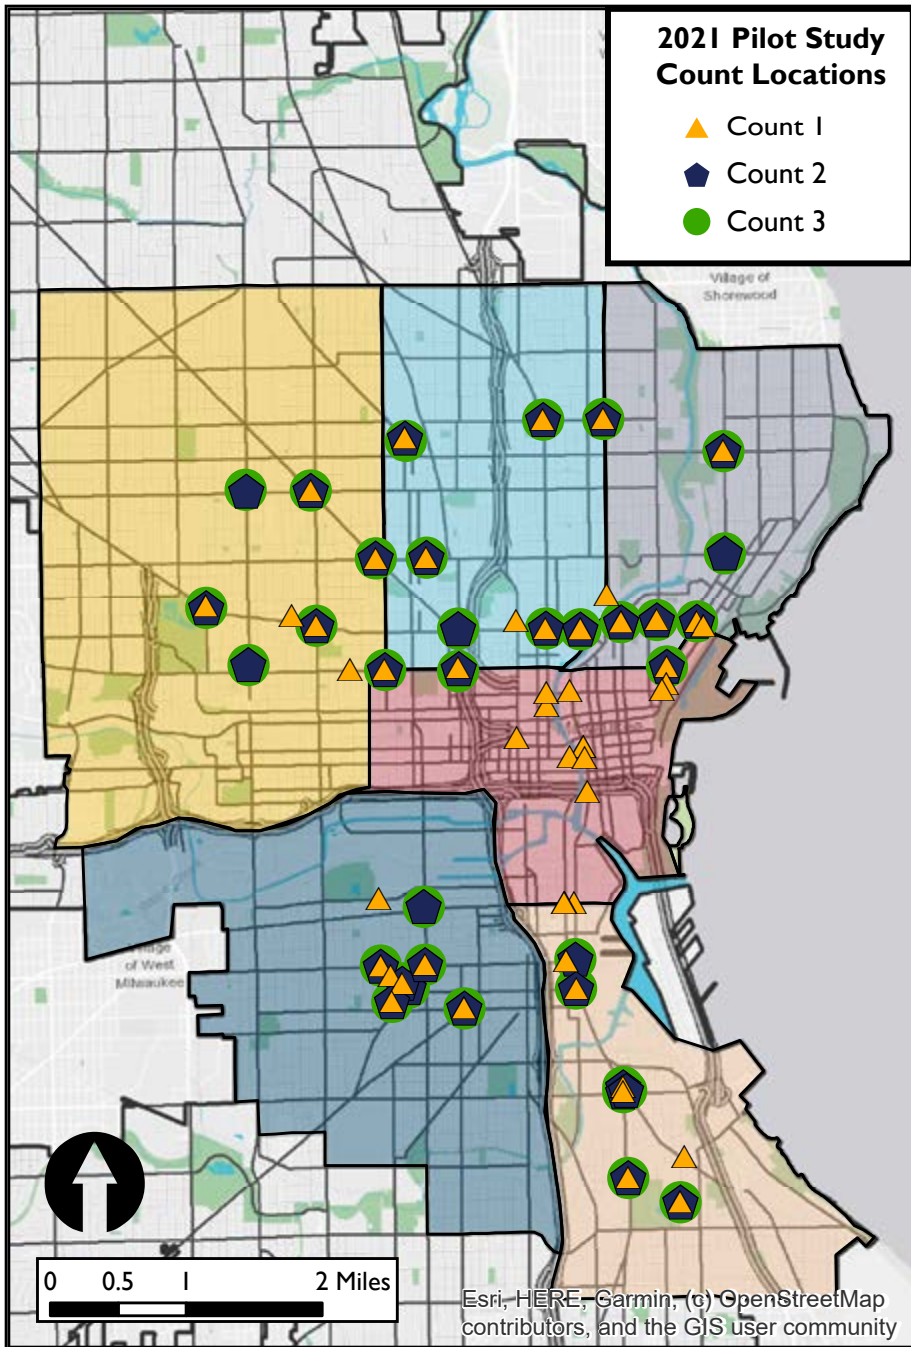 2021 Pilot Study
Count Locations
Count 1
Count 2
Count 3
Village of
Shorewood
Village
of West
Milwaukee
0 0.5 1 2 Miles
Esri, HERE, Garmin, (c) OpenStreetMap
contributors, and the GIS user community